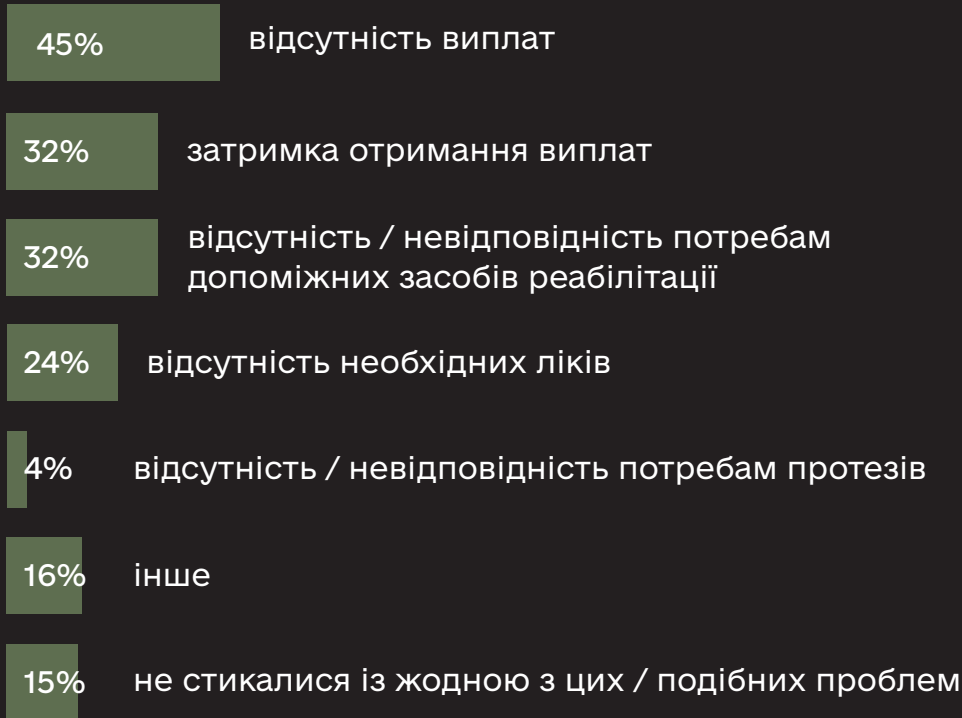 45% відсутність виплат
32% затримка отримання виплат
32% відсутність / невідповідність потребам
допоміжних засобів реабілітації
24% відсутність необхідних ліків
4% відсутність / невідповідність потребам протезів
16% інше
15% не стикалися із жодною з цих / подібних проблем